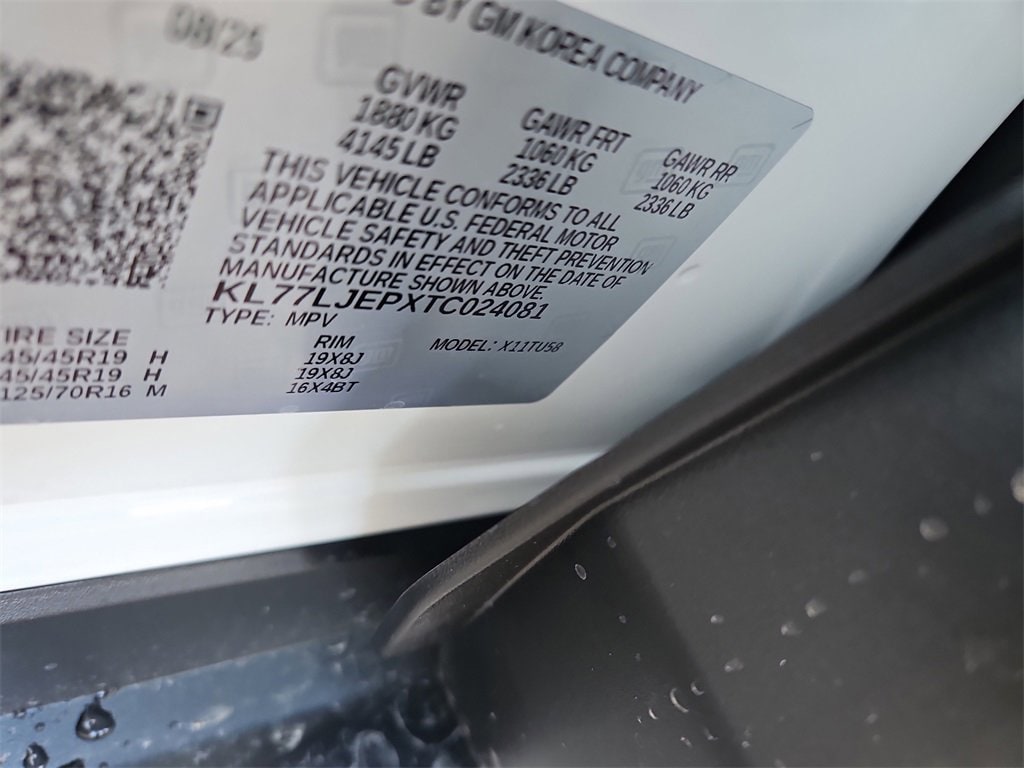 08/25
D BY GM KOREA COMPANY
GVWR
1880 KG
4145 LB
GAWR FRT
1060 KG
2336 LB
GAWR RR
1060 KG
2336 LB
THIS VEHICLE CONFORMS TO ALL
APPLICABLE U.S. FEDERAL MOTOR
VEHICLE SAFETY AND THEFT PREVENTION
STANDARDS IN EFFECT ON THE DATE OF
MANUFACTURE SHOWN ABOVE.
KL77LJEPXTC024081
TYPE: MPV
MODEL: X11TU58
IRE SIZE RIM
45/45R19 H 19X8J
45/45R19 H 19X8J
125/70R16 M 16X4BT